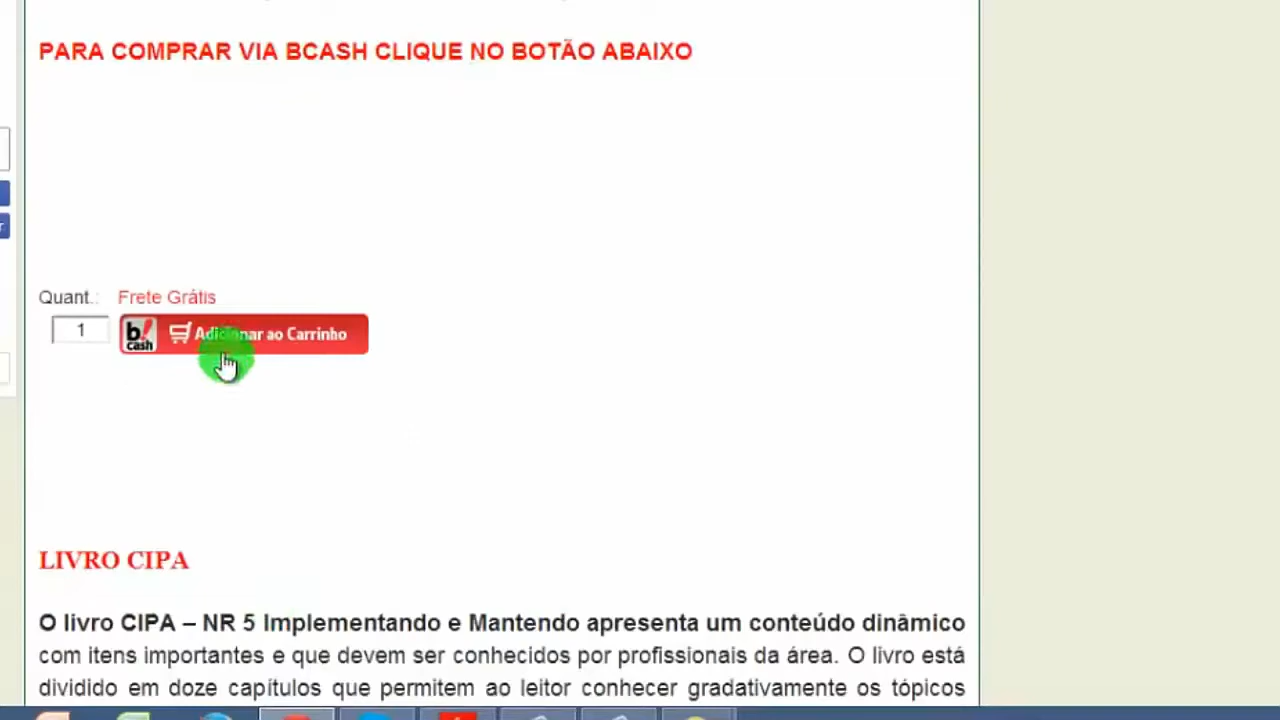 PARA COMPRAR VIA BCASH CLIQUE NO BOTÃO ABAIXO
Quant.: Frete Grátis
1 b! cash Adicionar ao Carrinho
LIVRO CIPA
O livro CIPA – NR 5 Implementando e Mantendo apresenta um conteúdo dinâmico
com itens importantes e que devem ser conhecidos por profissionais da área. O livro está
dividido em doze capítulos que permitem ao leitor conhecer gradativamente os tópicos